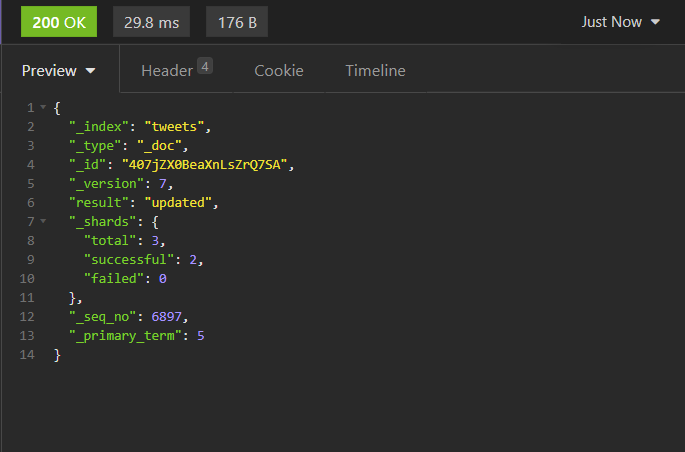 200 OK 29.8 ms 176 B Just Now
Preview Header 4 Cookie Timeline
1 {
2 "_index": "tweets",
3 "_type": "_doc",
4 "_id": "407jZX0BeaXnLsZrQ7SA",
5 "_version": 7,
6 "result": "updated",
7 "_shards": {
8 "total": 3,
9 "successful": 2,
10 "failed": 0
11 },
12 "_seq_no": 6897,
13 "_primary_term": 5
14 }